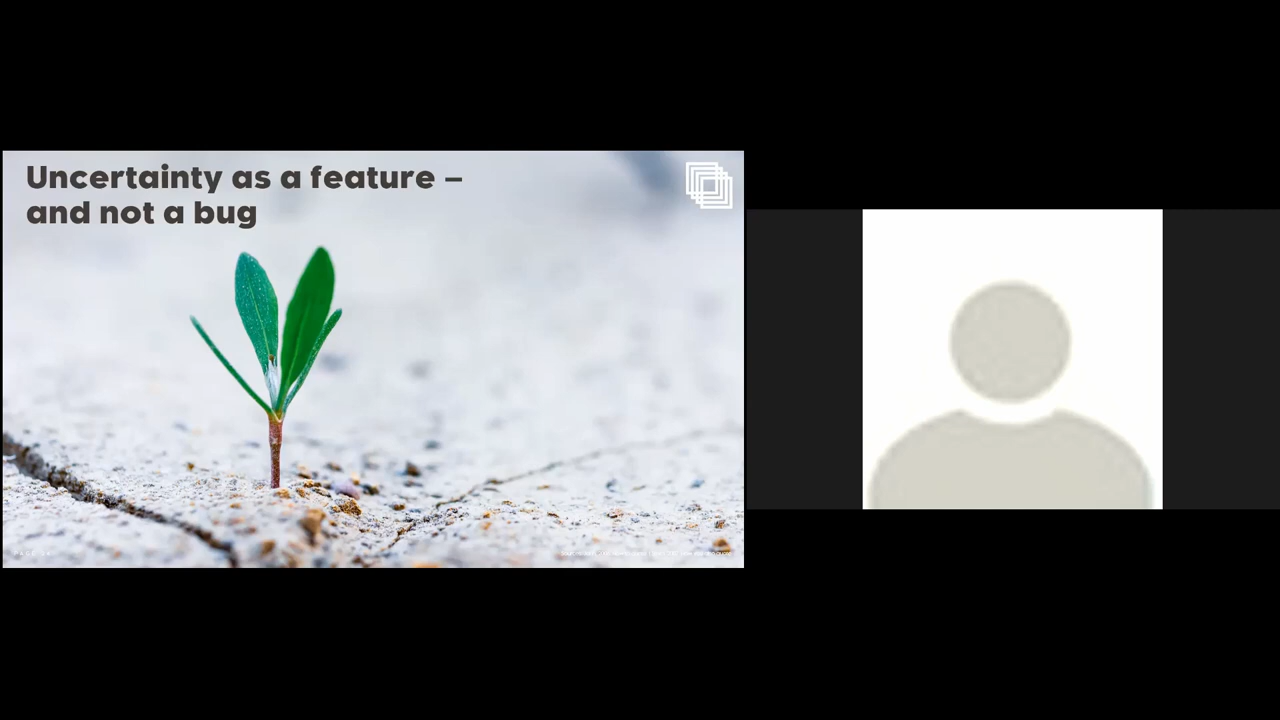 Uncertainty as a feature –
and not a bug